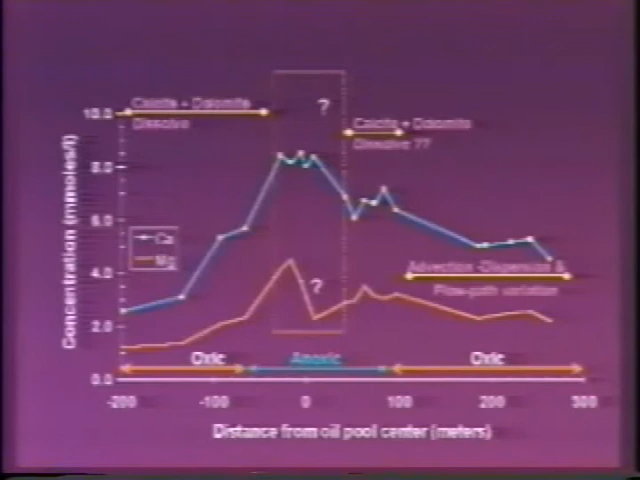 ?
Calcite + Dolomite
Dissolve
Calcite + Dolomite
Dissolve ??
10.0
8.0
6.0
4.0
2.0
0.0
Concentration (mmoles/l)
Ca
Mg
?
Advection -Dispersion &
Flow-path variation
Oxic
Anoxic
Oxic
-200
-100
0
100
200
300
Distance from oil pool center (meters)